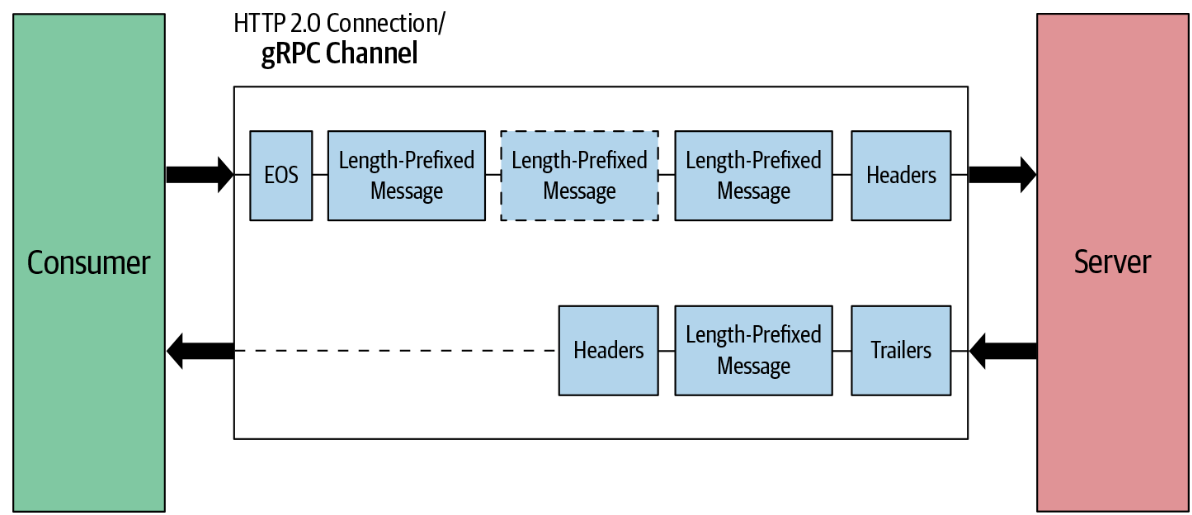 HTTP 2.0 Connection/
gRPC Channel
Consumer
EOS
Length-Prefixed
Message
Length-Prefixed
Message
Length-Prefixed
Message
Headers
Server
Headers
Length-Prefixed
Message
Trailers